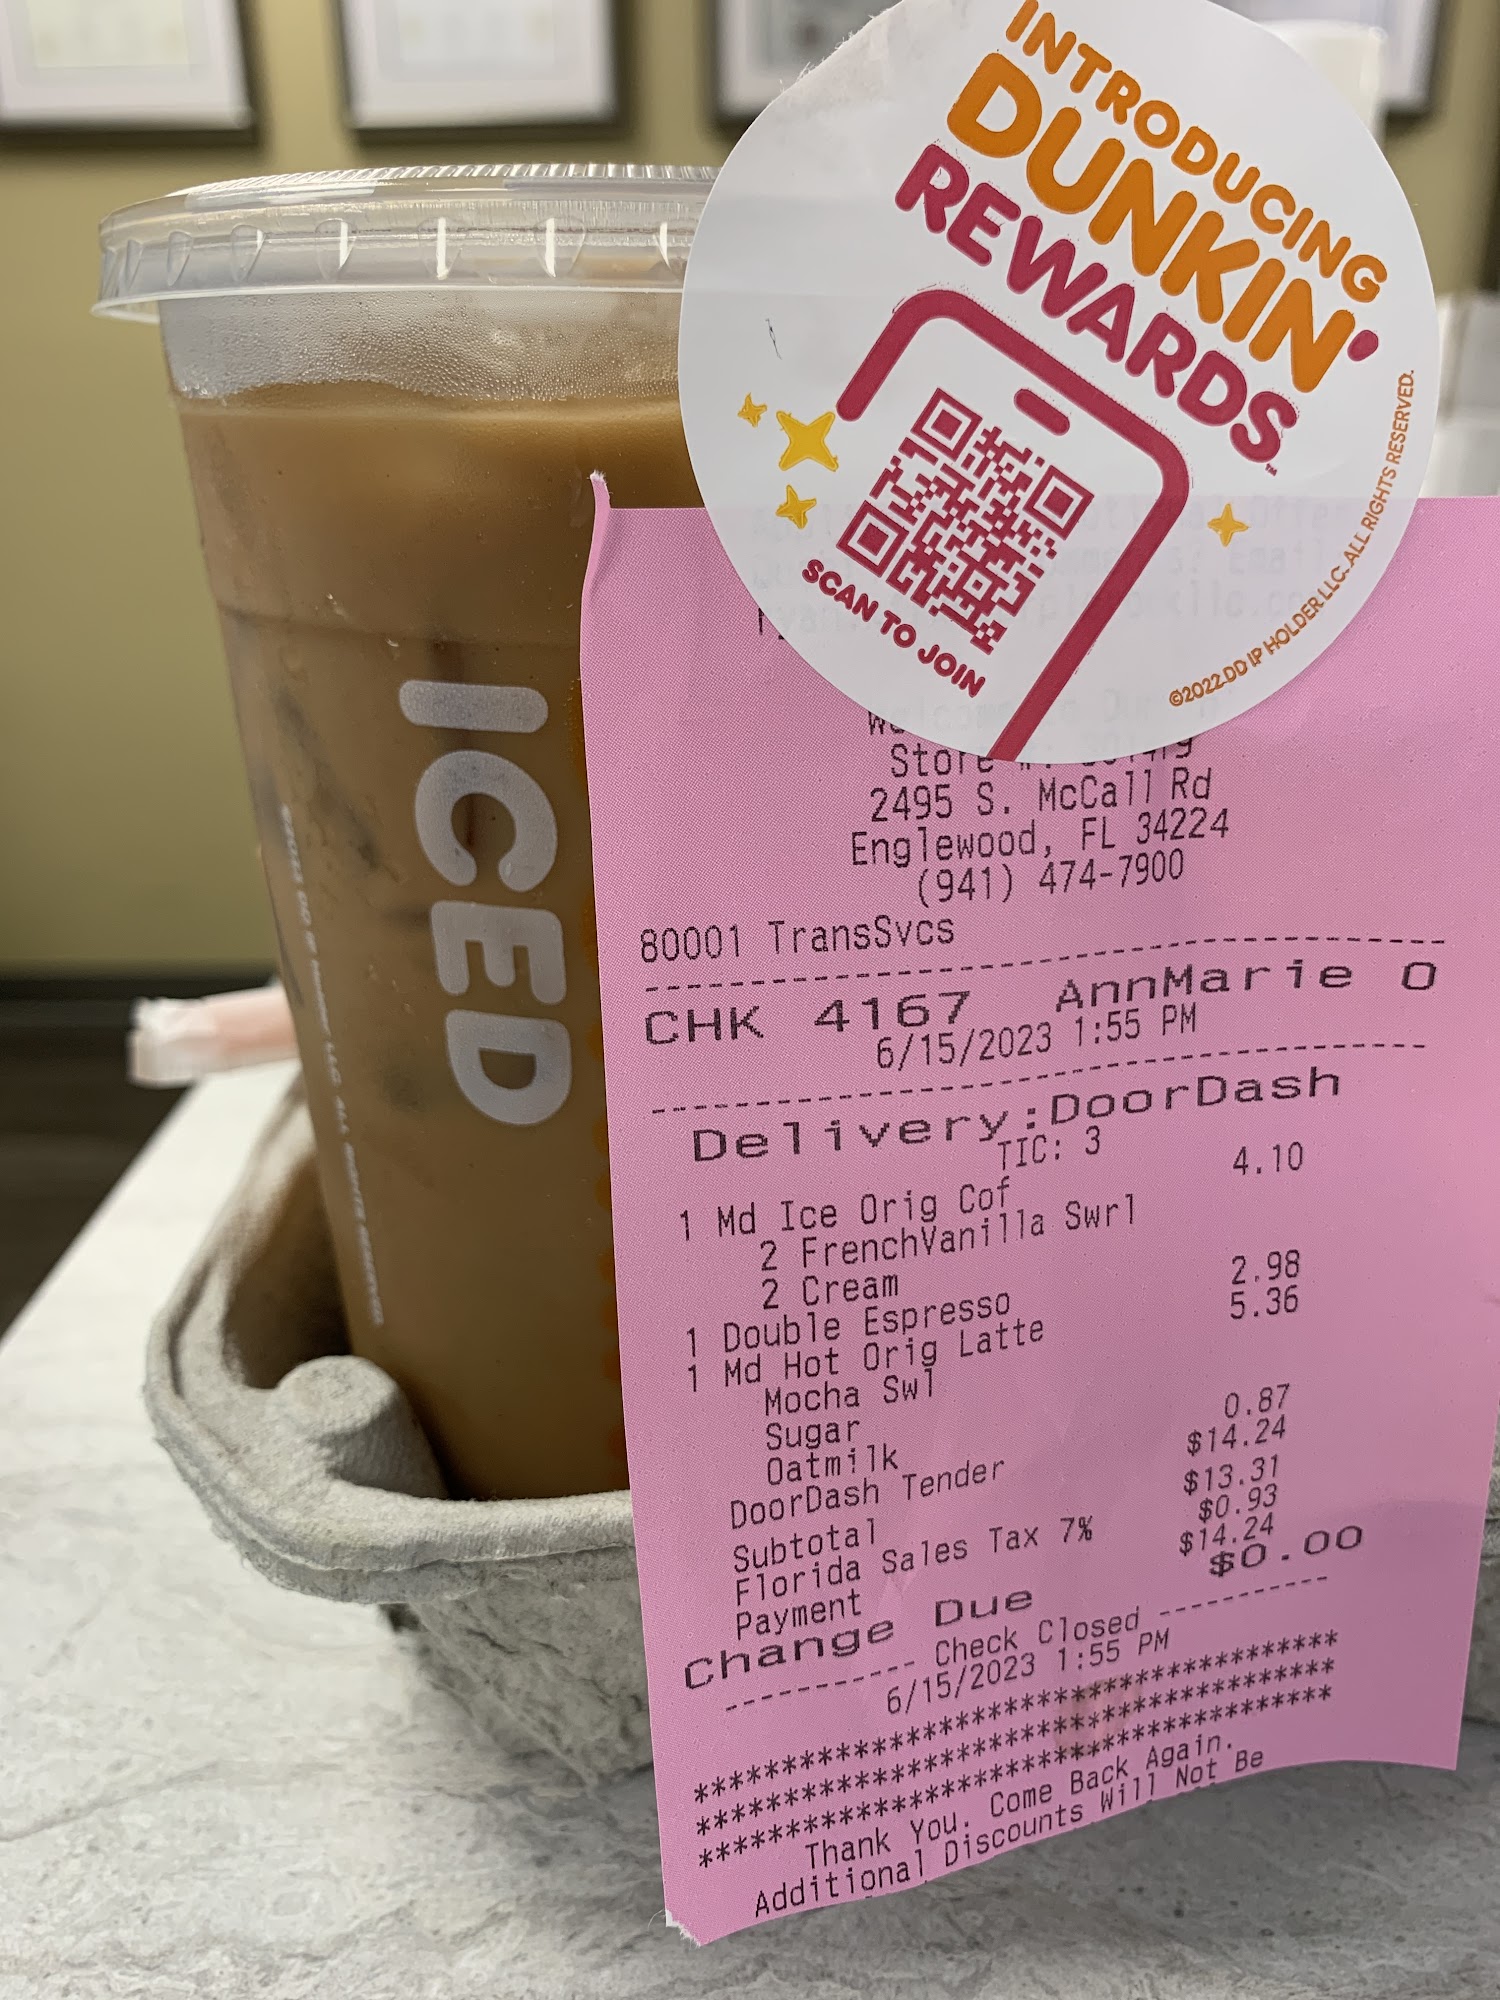 INTRODUCING
DUNKIN'
REWARDS™
SCAN TO JOIN
©2022 DD IP HOLDER LLC. ALL RIGHTS RESERVED.
ICED
Store
2495 S. McCall Rd
Englewood, FL 34224
(941) 474-7900
80001 TransSvcs
CHK 4167 AnnMarie O
6/15/2023 1:55 PM
Delivery:DoorDash
TIC: 3
1 Md Ice Orig Cof 4.10
2 FrenchVanilla Swrl
2 Cream
1 Double Espresso 2.98
1 Md Hot Orig Latte 5.36
Mocha Swl
Sugar
Oatmilk 0.87
DoorDash Tender $14.24
Subtotal $13.31
Florida Sales Tax 7% $0.93
Payment $14.24
Change Due $0.00
---------- Check Closed ----------
6/15/2023 1:55 PM
************************************
************************************
************************************
Thank You. Come Back Again.
Additional Discounts Will Not Be